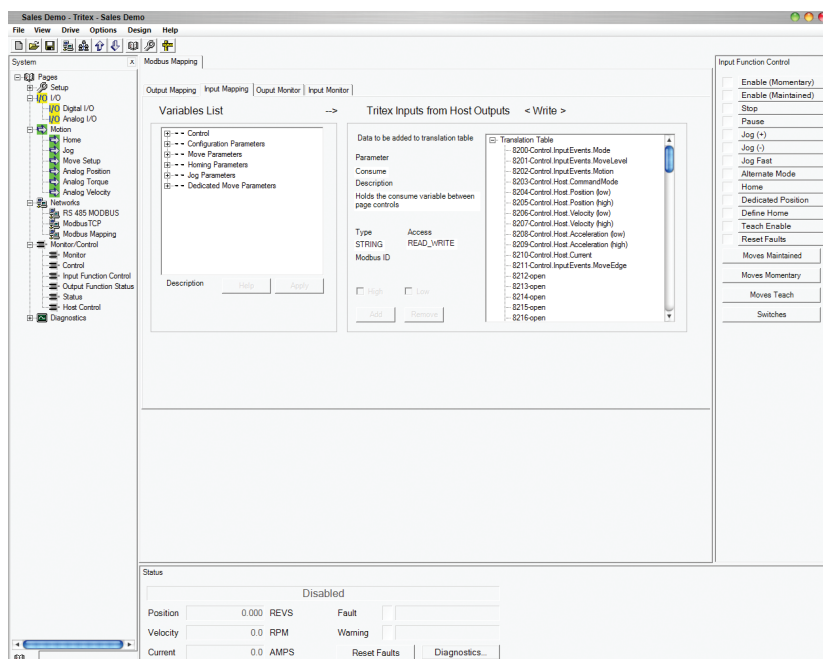 Sales Demo - Tritex - Sales Demo
File View Drive Options Design Help
System X
Pages
Setup
I/O I/O
I/O Digital I/O
I/O Analog I/O
Motion
Home
Jog
Move Setup
Analog Position
Analog Torque
Analog Velocity
Networks
RS 485 MODBUS
ModbusTCP
Modbus Mapping
Monitor/Control
Monitor
Control
Input Function Control
Output Function Status
Status
Host Control
Diagnostics
Modbus Mapping
Output Mapping Input Mapping Ouput Monitor Input Monitor
Variables List --> Tritex Inputs from Host Outputs < Write >
Control
Configuration Parameters
Move Parameters
Homing Parameters
Jog Parameters
Dedicated Move Parameters
Description Help Apply
Data to be added to translation table
Parameter
Consume
Description
Holds the consume variable between
page controls
Type Access
STRING READ_WRITE
Modbus ID
High Low
Add Remove
Translation Table
8200-Control.InputEvents.Mode
8201-Control.InputEvents.MoveLevel
8202-Control.InputEvents.Motion
8203-Control.Host.CommandMode
8204-Control.Host.Position (low)
8205-Control.Host.Position (high)
8206-Control.Host.Velocity (low)
8207-Control.Host.Velocity (high)
8208-Control.Host.Acceleration (low)
8209-Control.Host.Acceleration (high)
8210-Control.Host.Current
8211-Control.InputEvents.MoveEdge
8212-open
8213-open
8214-open
8215-open
8216-open
Input Function Control
Enable (Momentary)
Enable (Maintained)
Stop
Pause
Jog (+)
Jog (-)
Jog Fast
Alternate Mode
Home
Dedicated Position
Define Home
Teach Enable
Reset Faults
Moves Maintained
Moves Momentary
Moves Teach
Switches
Status
Disabled
Position 0.000 REVS Fault
Velocity 0.0 RPM Warning
Current 0.0 AMPS Reset Faults Diagnostics...